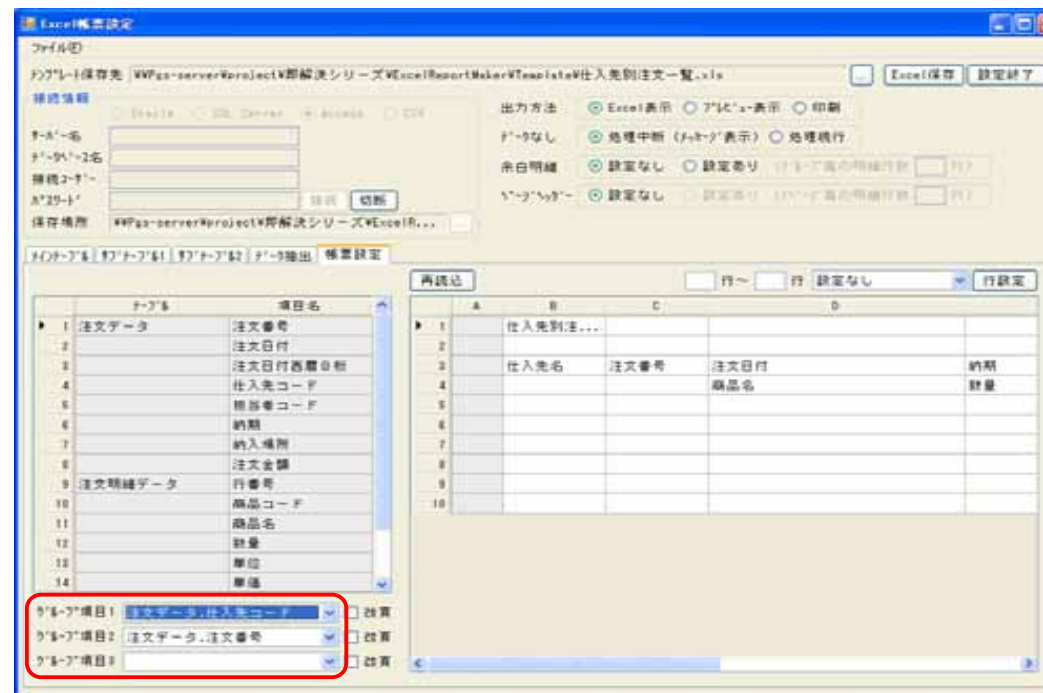 Excel帳票設定
ファイル(F)
ﾃﾝﾌﾟﾚｰﾄ保存先 ¥¥Pgs-server¥project¥即解決シリーズ¥ExcelReportMaker¥Template¥仕入先別注文一覧.xls ... Excel保存 設定終了
接続情報
Oracle SQL Server Access CSV
ｻｰﾊﾞｰ名
ﾃﾞｰﾀﾍﾞｰｽ名
接続ﾕｰｻﾞｰ
ﾊﾟｽﾜｰﾄﾞ 接続 切断
保存場所 ¥¥Pgs-server¥project¥即解決シリーズ¥ExcelR... ...
出力方法 Excel表示 ﾌﾟﾚﾋﾞｭｰ表示 印刷
ﾃﾞｰﾀなし 処理中断 (ﾒｯｾｰｼﾞ表示) 処理続行
余白明細 設定なし 設定あり
ﾍﾟｰｼﾞﾍｯﾀﾞｰ 設定なし 設定あり
ﾒｲﾝﾃｰﾌﾞﾙ ｻﾌﾞﾃｰﾌﾞﾙ1 ｻﾌﾞﾃｰﾌﾞﾙ2 ﾃﾞｰﾀ抽出 帳票設定
再読込 行～ 行 設定なし 行設定
ﾃｰﾌﾞﾙ 項目名
1 注文データ 注文番号
2 注文日付
3 注文日付西暦0桁
4 仕入先コード
5 担当者コード
6 納期
7 納入場所
8 注文金額
9 注文明細データ 行番号
10 商品コード
11 商品名
12 数量
13 単位
14 単価
A B C D
1 仕入先別注...
2
3 仕入先名 注文番号 注文日付 納期
4 商品名 数量
5
6
7
8
9
10
ｸﾞﾙｰﾌﾟ項目1 注文データ.仕入先コード 改頁
ｸﾞﾙｰﾌﾟ項目2 注文データ.注文番号 改頁
ｸﾞﾙｰﾌﾟ項目3 改頁